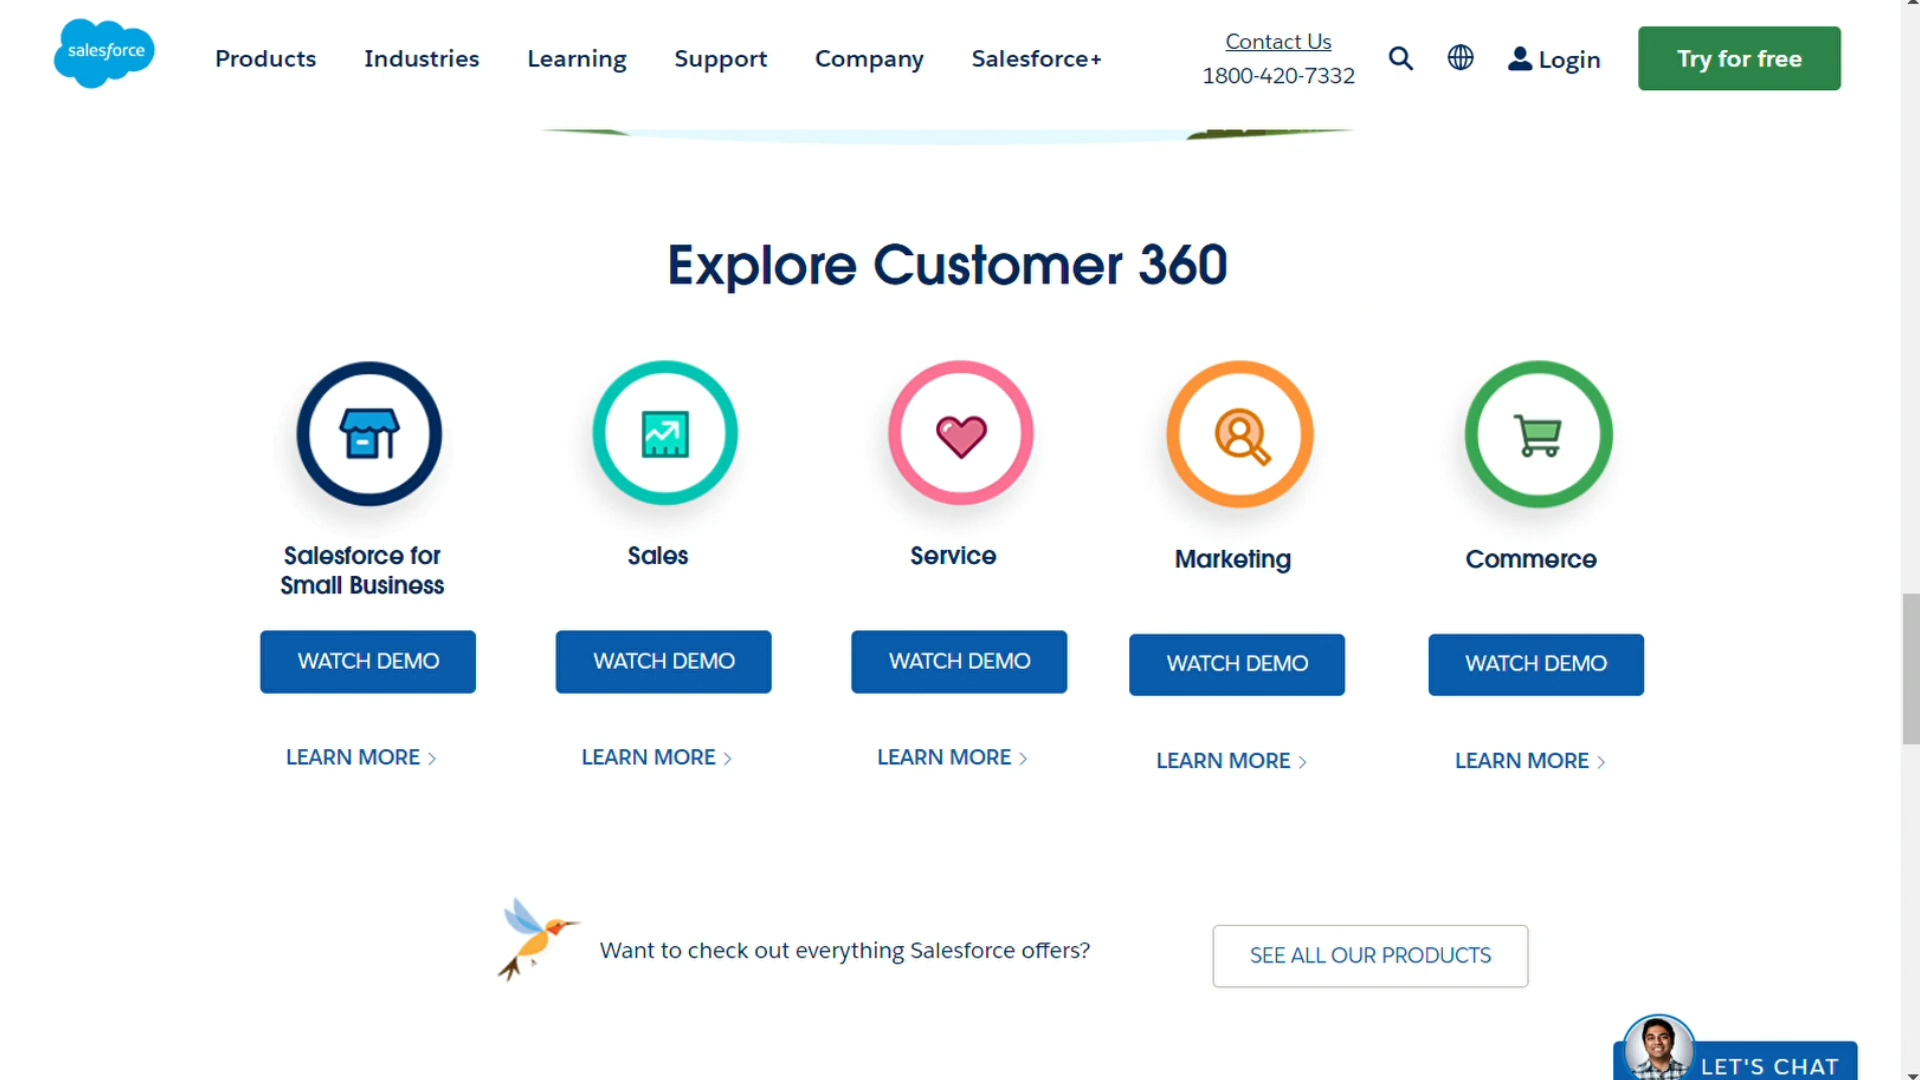 salesforce
Products Industries Learning Support Company Salesforce+
Contact Us
1800-420-7332
Login
Try for free
Explore Customer 360
Salesforce for
Small Business
Sales
Service
Marketing
Commerce
WATCH DEMO WATCH DEMO WATCH DEMO WATCH DEMO WATCH DEMO
LEARN MORE LEARN MORE LEARN MORE LEARN MORE LEARN MORE
Want to check out everything Salesforce offers?
SEE ALL OUR PRODUCTS
LET'S CHAT